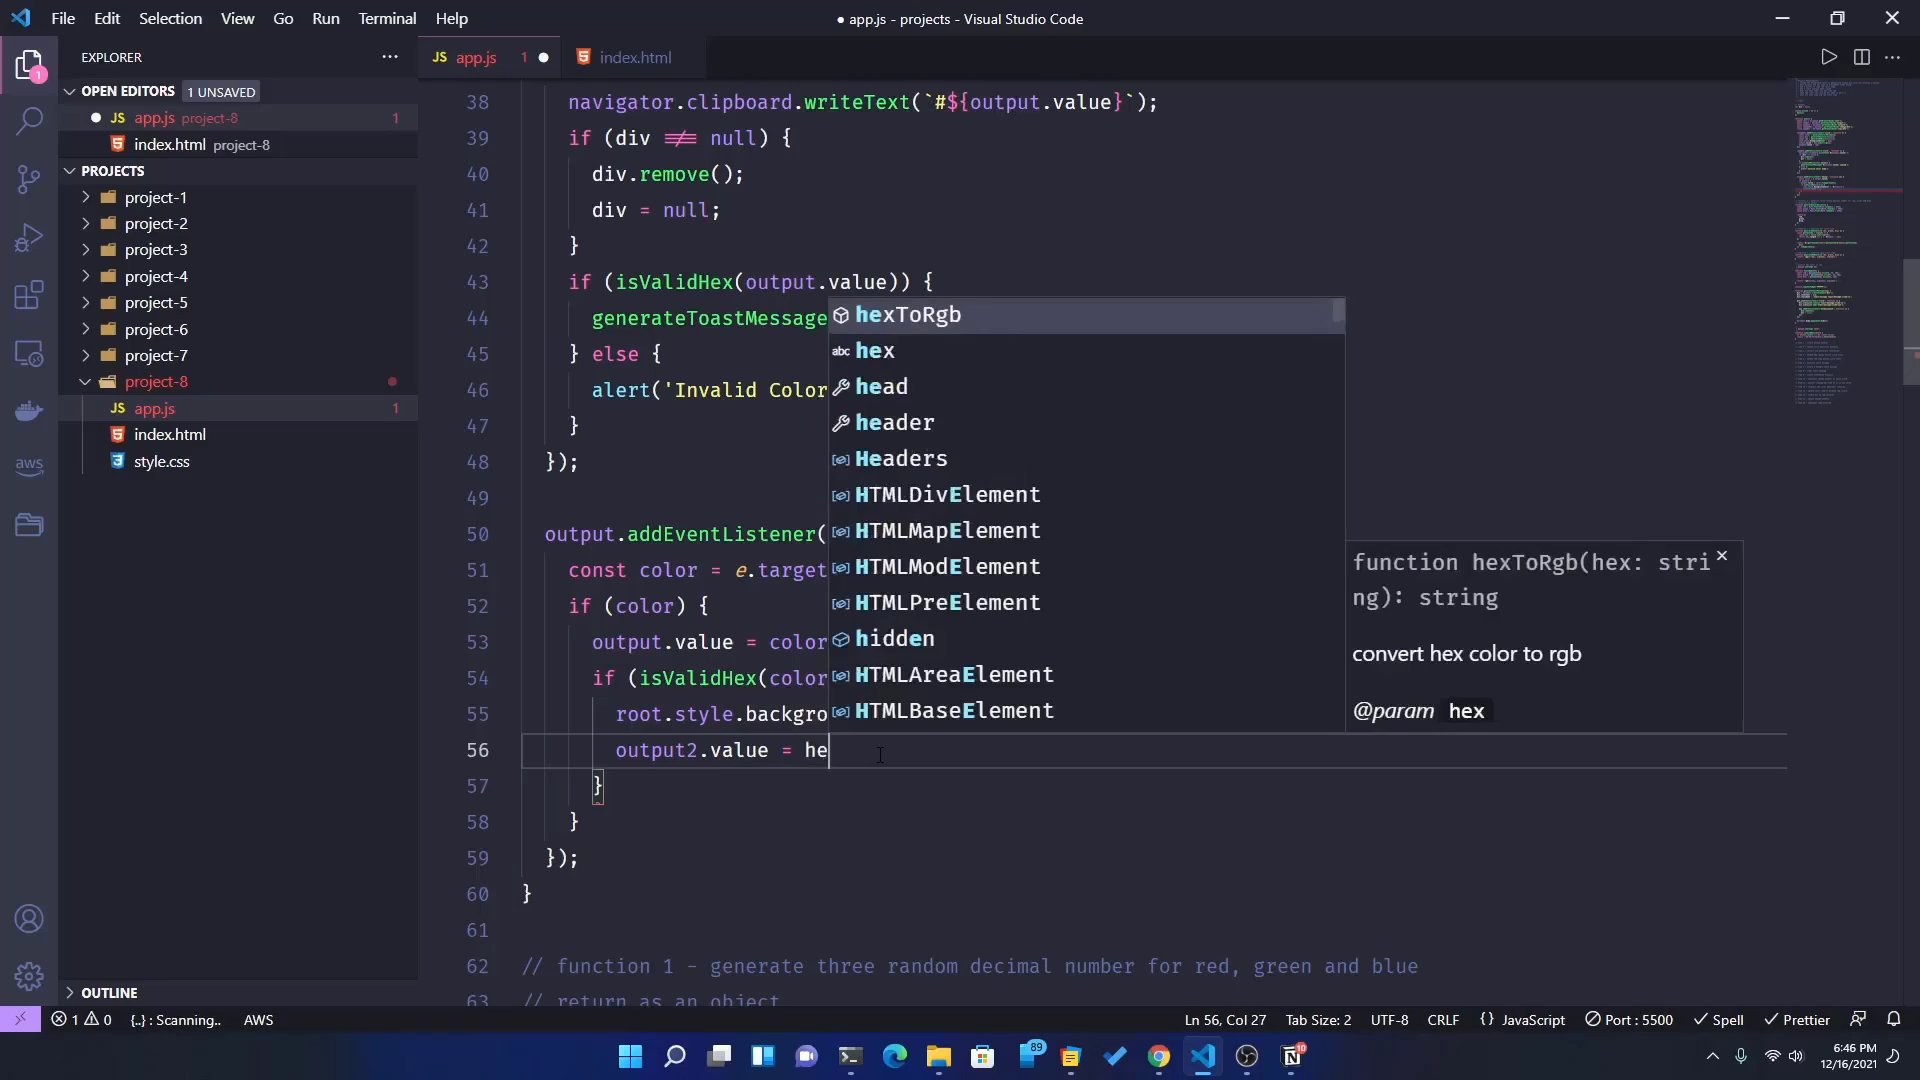 File Edit Selection View Go Run Terminal Help
● app.js - projects - Visual Studio Code
EXPLORER
OPEN EDITORS 1 UNSAVED
JS app.js project-8 1
index.html project-8
PROJECTS
project-1
project-2
project-3
project-4
project-5
project-6
project-7
project-8
JS app.js 1
index.html
style.css
OUTLINE
1
aws
JS app.js 1 ●
index.html
38 navigator.clipboard.writeText(`#${output.value}`);
39 if (div !== null) {
40 div.remove();
41 div = null;
42 }
43 if (isValidHex(output.value)) {
44 generateToastMessage
45 } else {
46 alert('Invalid Color
47 }
48 });
49
50 output.addEventListener(
51 const color = e.target
52 if (color) {
53 output.value = color
54 if (isValidHex(color
55 root.style.backgro
56 output2.value = he
57 }
58 }
59 });
60 }
61
62 // function 1 - generate three random decimal number for red, green and blue
63 // return as an object
hexToRgb
abc hex
head
header
Headers
HTMLDivElement
HTMLMapElement
HTMLModElement
HTMLPreElement
hidden
HTMLAreaElement
HTMLBaseElement
function hexToRgb(hex: stri
ng): string
convert hex color to rgb
@param hex
1 0 {..} : Scanning.. AWS
Ln 56, Col 27 Tab Size: 2 UTF-8 CRLF {} JavaScript Port : 5500 Spell Prettier
89
10
6:46 PM
12/16/2021